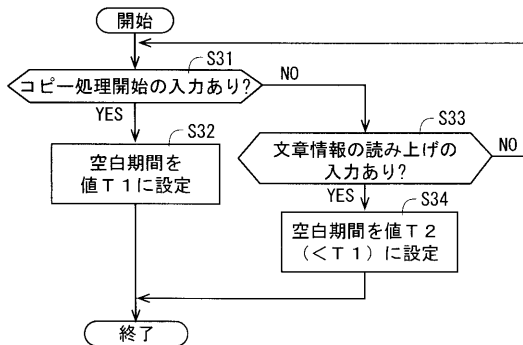 開始
S31
コピー処理開始の入力あり?
NO
YES
S32
空白期間を
値T1に設定
S33
文章情報の読み上げの
入力あり?
NO
YES
S34
空白期間を値T2
(<T1)に設定
終了